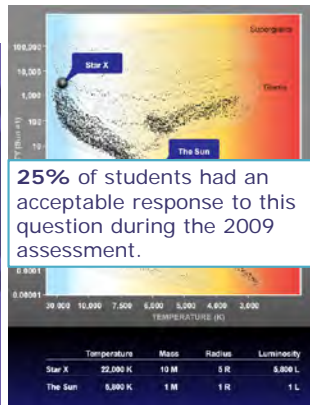 Supergiants
100,000
Star X
10,000
Giants
1,000
100
The Sun
10
25% of students had an
acceptable response to this
question during the 2009
assessment.
0.0001
0.00001
30,000 10,000 7,500 6,000 5,000 4,000 3,000
TEMPERATURE (K)
Temperature Mass Radius Luminosity
Star X 22,000 K 10 M 5 R 5,800 L
The Sun 5,800 K 1 M 1 R 1 L